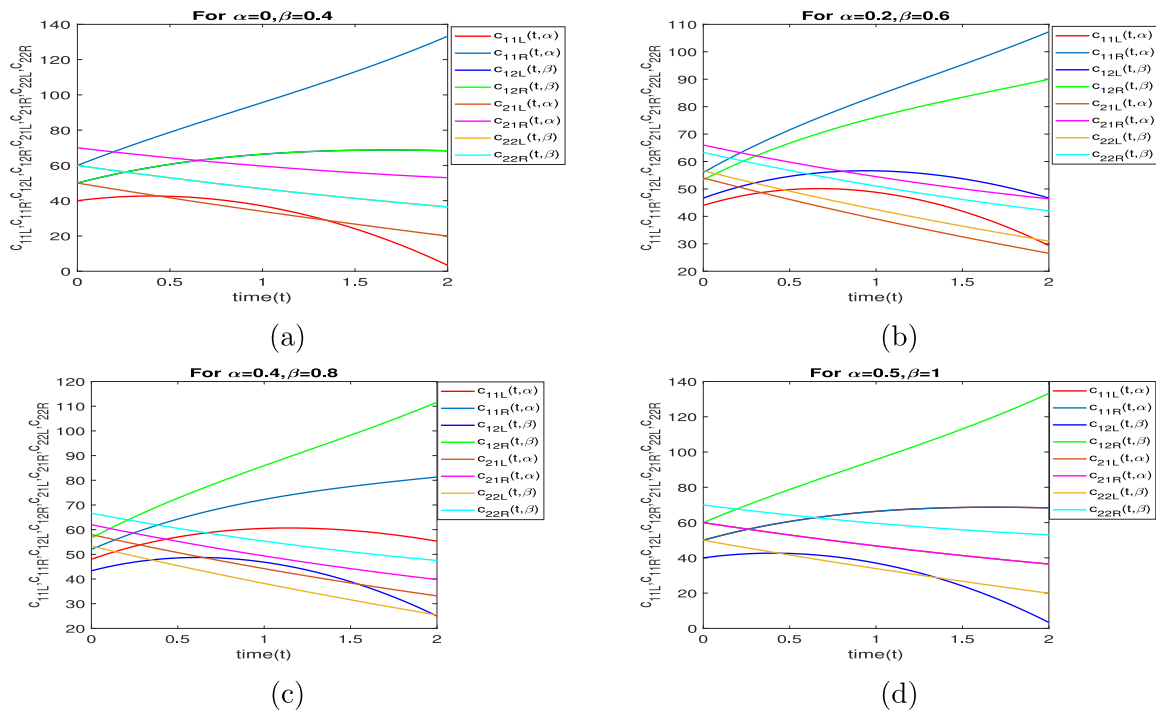 For α=0,β=0.4
c₁₁L,c₁₁R,c₁₂L,c₁₂R,c₂₁L,c₂₁R,c₂₂L,c₂₂R
140
120
100
80
60
40
20
0
0
0.5
1
1.5
2
time(t)
c₁₁L(t,α)
c₁₁R(t,α)
c₁₂L(t,β)
c₁₂R(t,β)
c₂₁L(t,α)
c₂₁R(t,α)
c₂₂L(t,β)
c₂₂R(t,β)
(a)
For α=0.2,β=0.6
c₁₁L,c₁₁R,c₁₂L,c₁₂R,c₂₁L,c₂₁R,c₂₂L,c₂₂R
110
100
90
80
70
60
50
40
30
20
0
0.5
1
1.5
2
time(t)
c₁₁L(t,α)
c₁₁R(t,α)
c₁₂L(t,β)
c₁₂R(t,β)
c₂₁L(t,α)
c₂₁R(t,α)
c₂₂L(t,β)
c₂₂R(t,β)
(b)
For α=0.4,β=0.8
c₁₁L,c₁₁R,c₁₂L,c₁₂R,c₂₁L,c₂₁R,c₂₂L,c₂₂R
120
110
100
90
80
70
60
50
40
30
20
0
0.5
1
1.5
2
time(t)
c₁₁L(t,α)
c₁₁R(t,α)
c₁₂L(t,β)
c₁₂R(t,β)
c₂₁L(t,α)
c₂₁R(t,α)
c₂₂L(t,β)
c₂₂R(t,β)
(c)
For α=0.5,β=1
c₁₁L,c₁₁R,c₁₂L,c₁₂R,c₂₁L,c₂₁R,c₂₂L,c₂₂R
140
120
100
80
60
40
20
0
0
0.5
1
1.5
2
time(t)
c₁₁L(t,α)
c₁₁R(t,α)
c₁₂L(t,β)
c₁₂R(t,β)
c₂₁L(t,α)
c₂₁R(t,α)
c₂₂L(t,β)
c₂₂R(t,β)
(d)